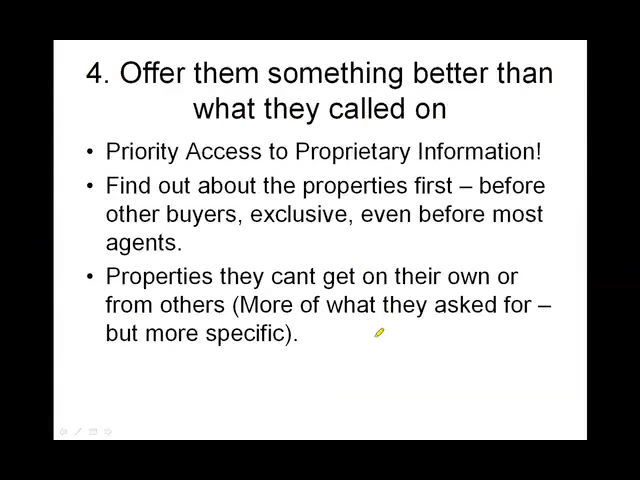 4. Offer them something better than
what they called on
• Priority Access to Proprietary Information!
• Find out about the properties first – before
other buyers, exclusive, even before most
agents.
• Properties they cant get on their own or
from others (More of what they asked for –
but more specific).